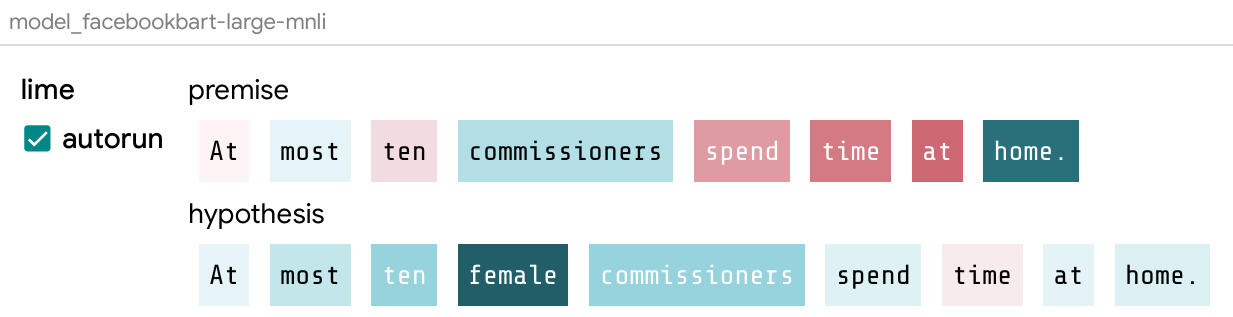 model_facebookbart-large-mnli
lime
premise
autorun
At most ten commissioners spend time at home.
hypothesis
At most ten female commissioners spend time at home.